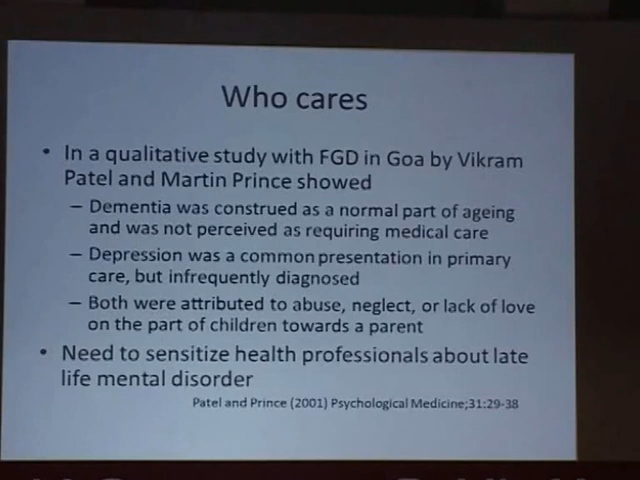 Who cares
• In a qualitative study with FGD in Goa by Vikram
Patel and Martin Prince showed
– Dementia was construed as a normal part of ageing
and was not perceived as requiring medical care
– Depression was a common presentation in primary
care, but infrequently diagnosed
– Both were attributed to abuse, neglect, or lack of love
on the part of children towards a parent
• Need to sensitize health professionals about late
life mental disorder
Patel and Prince (2001) Psychological Medicine;31:29-38